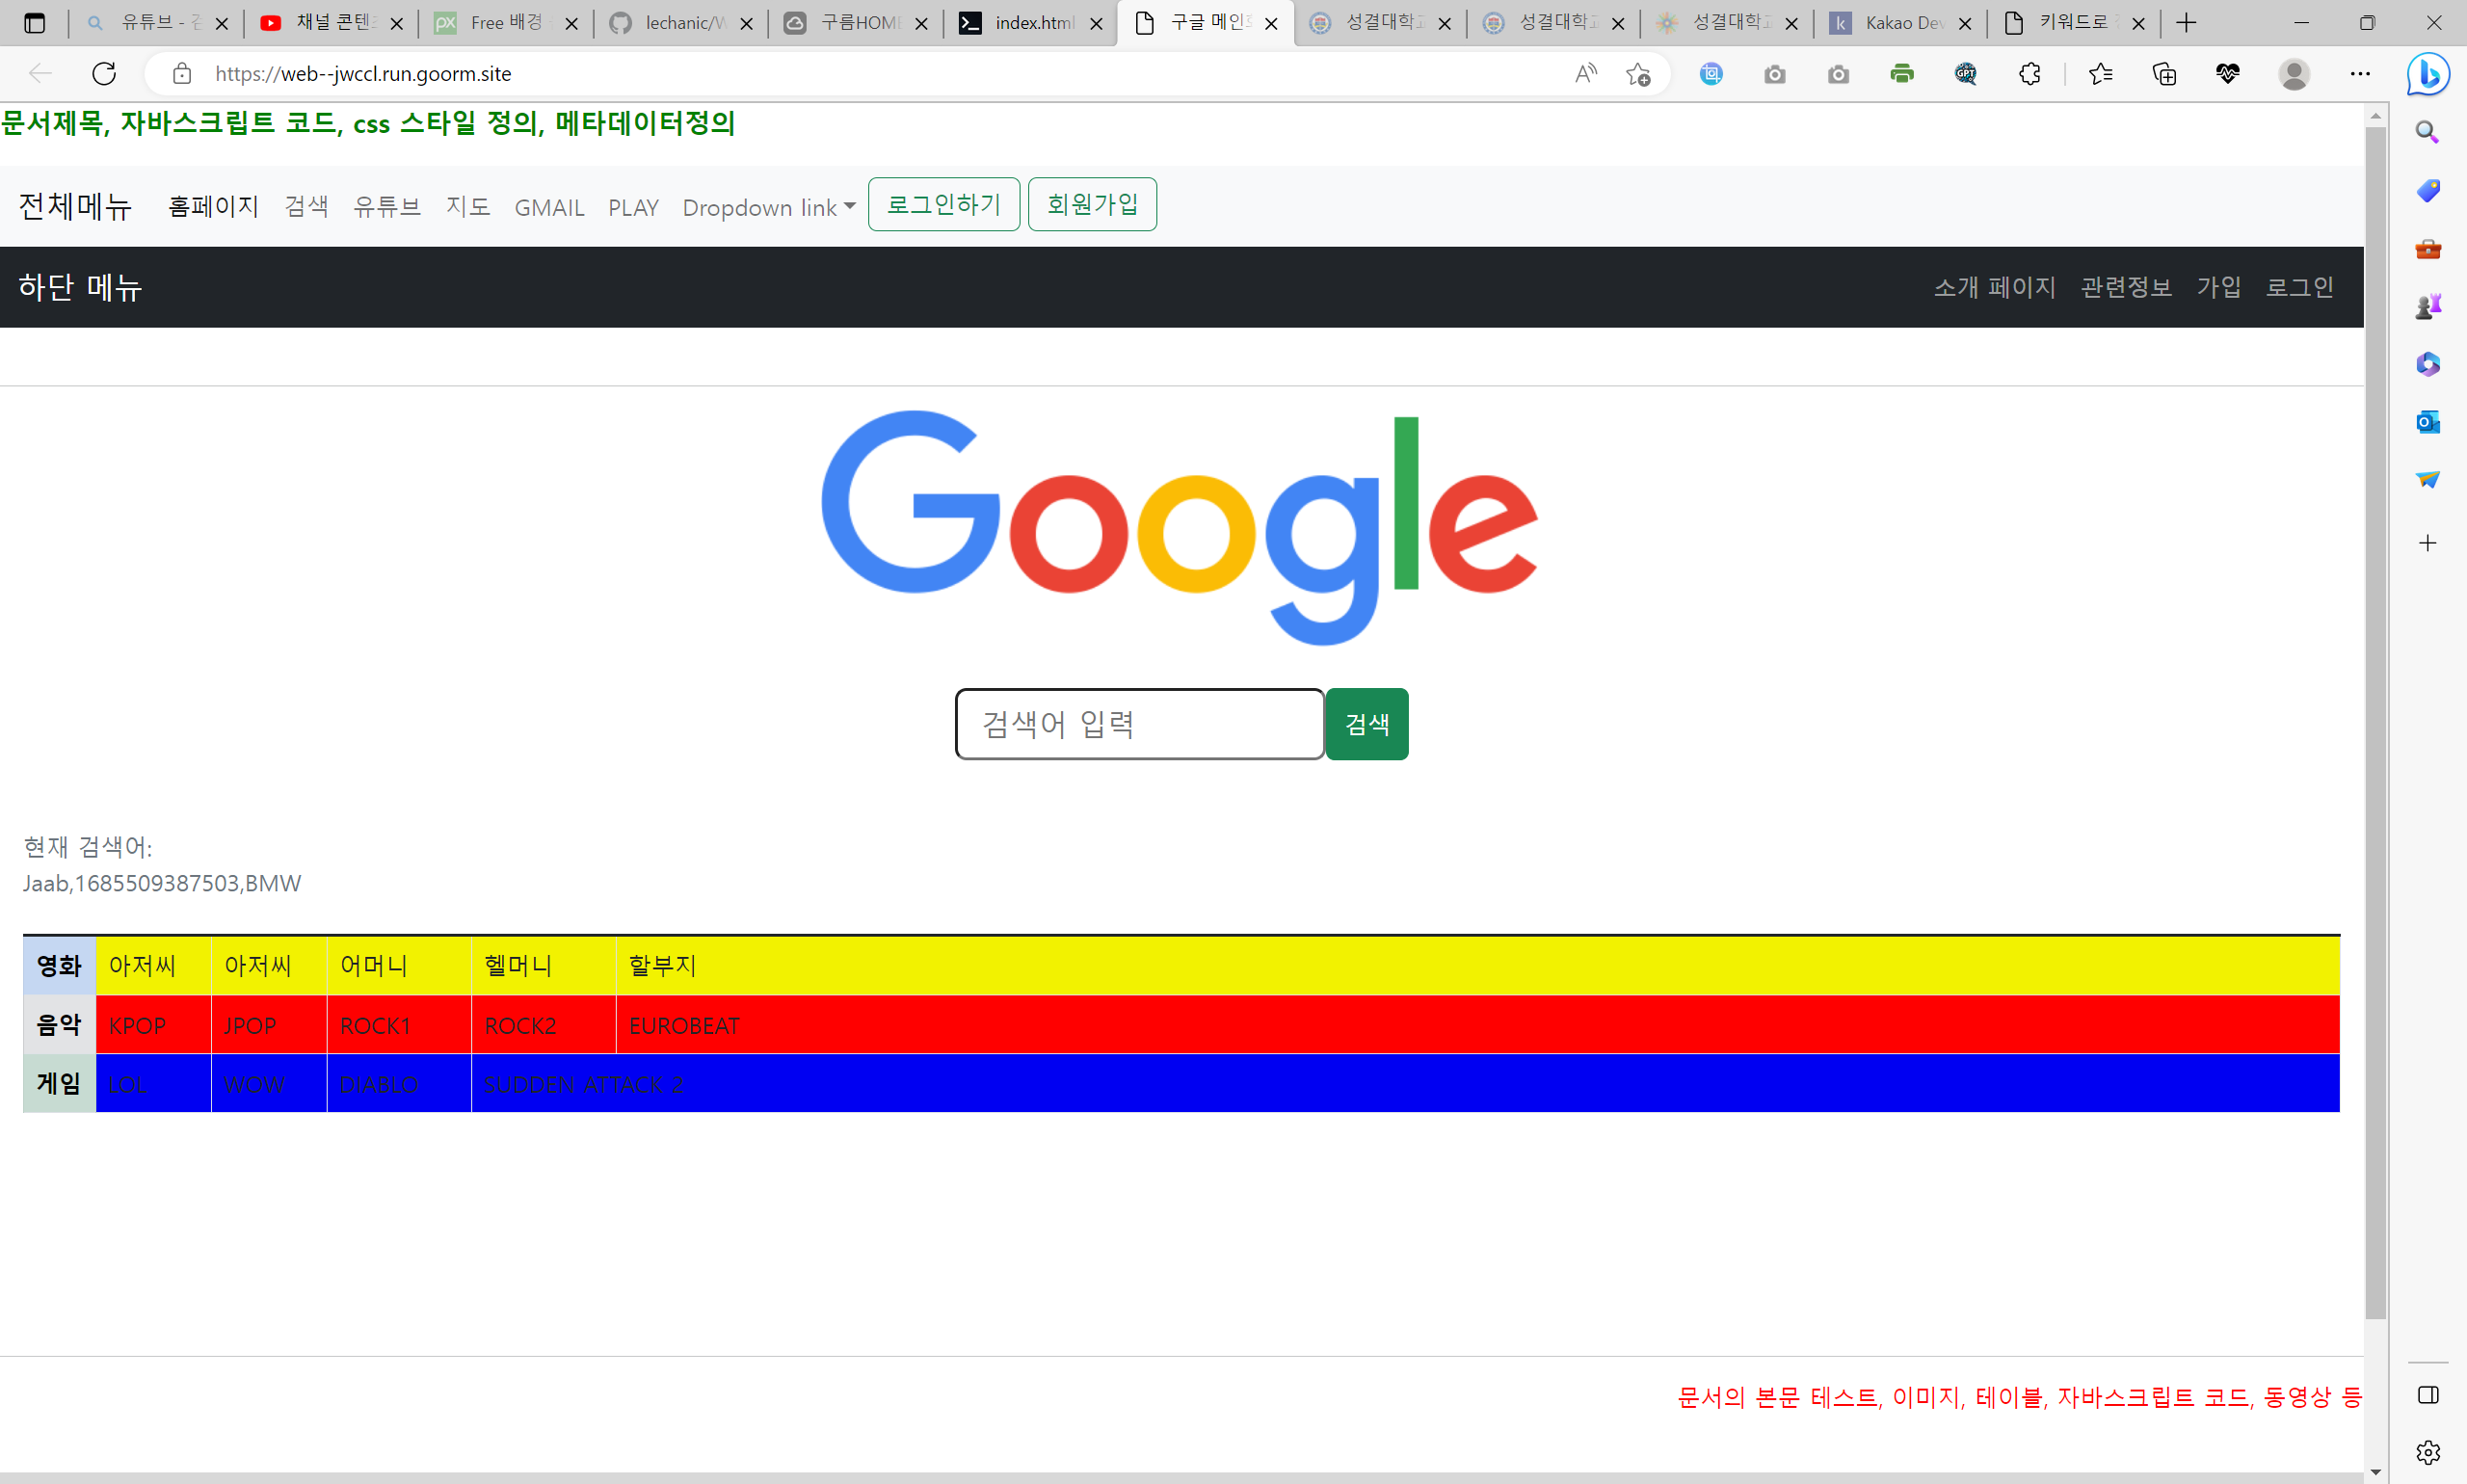 유튜브 - 검
채널 콘텐츠
Free 배경
lechanic/W
구름HOME
index.html
구글 메인화
성결대학교
성결대학교
성결대학교
Kakao Dev
키워드로
https://web--jwccl.run.goorm.site
문서제목, 자바스크립트 코드, css 스타일 정의, 메타데이터정의
전체메뉴 홈페이지 검색 유튜브 지도 GMAIL PLAY Dropdown link 로그인하기 회원가입
하단 메뉴 소개 페이지 관련정보 가입 로그인
Google
검색어 입력 검색
현재 검색어:
Jaab,1685509387503,BMW
영화 아저씨 아저씨 어머니 헬머니 할부지
음악 KPOP JPOP ROCK1 ROCK2 EUROBEAT
게임 LOL WOW DIABLO SUDDEN ATTACK 2
문서의 본문 테스트, 이미지, 테이블, 자바스크립트 코드, 동영상 등